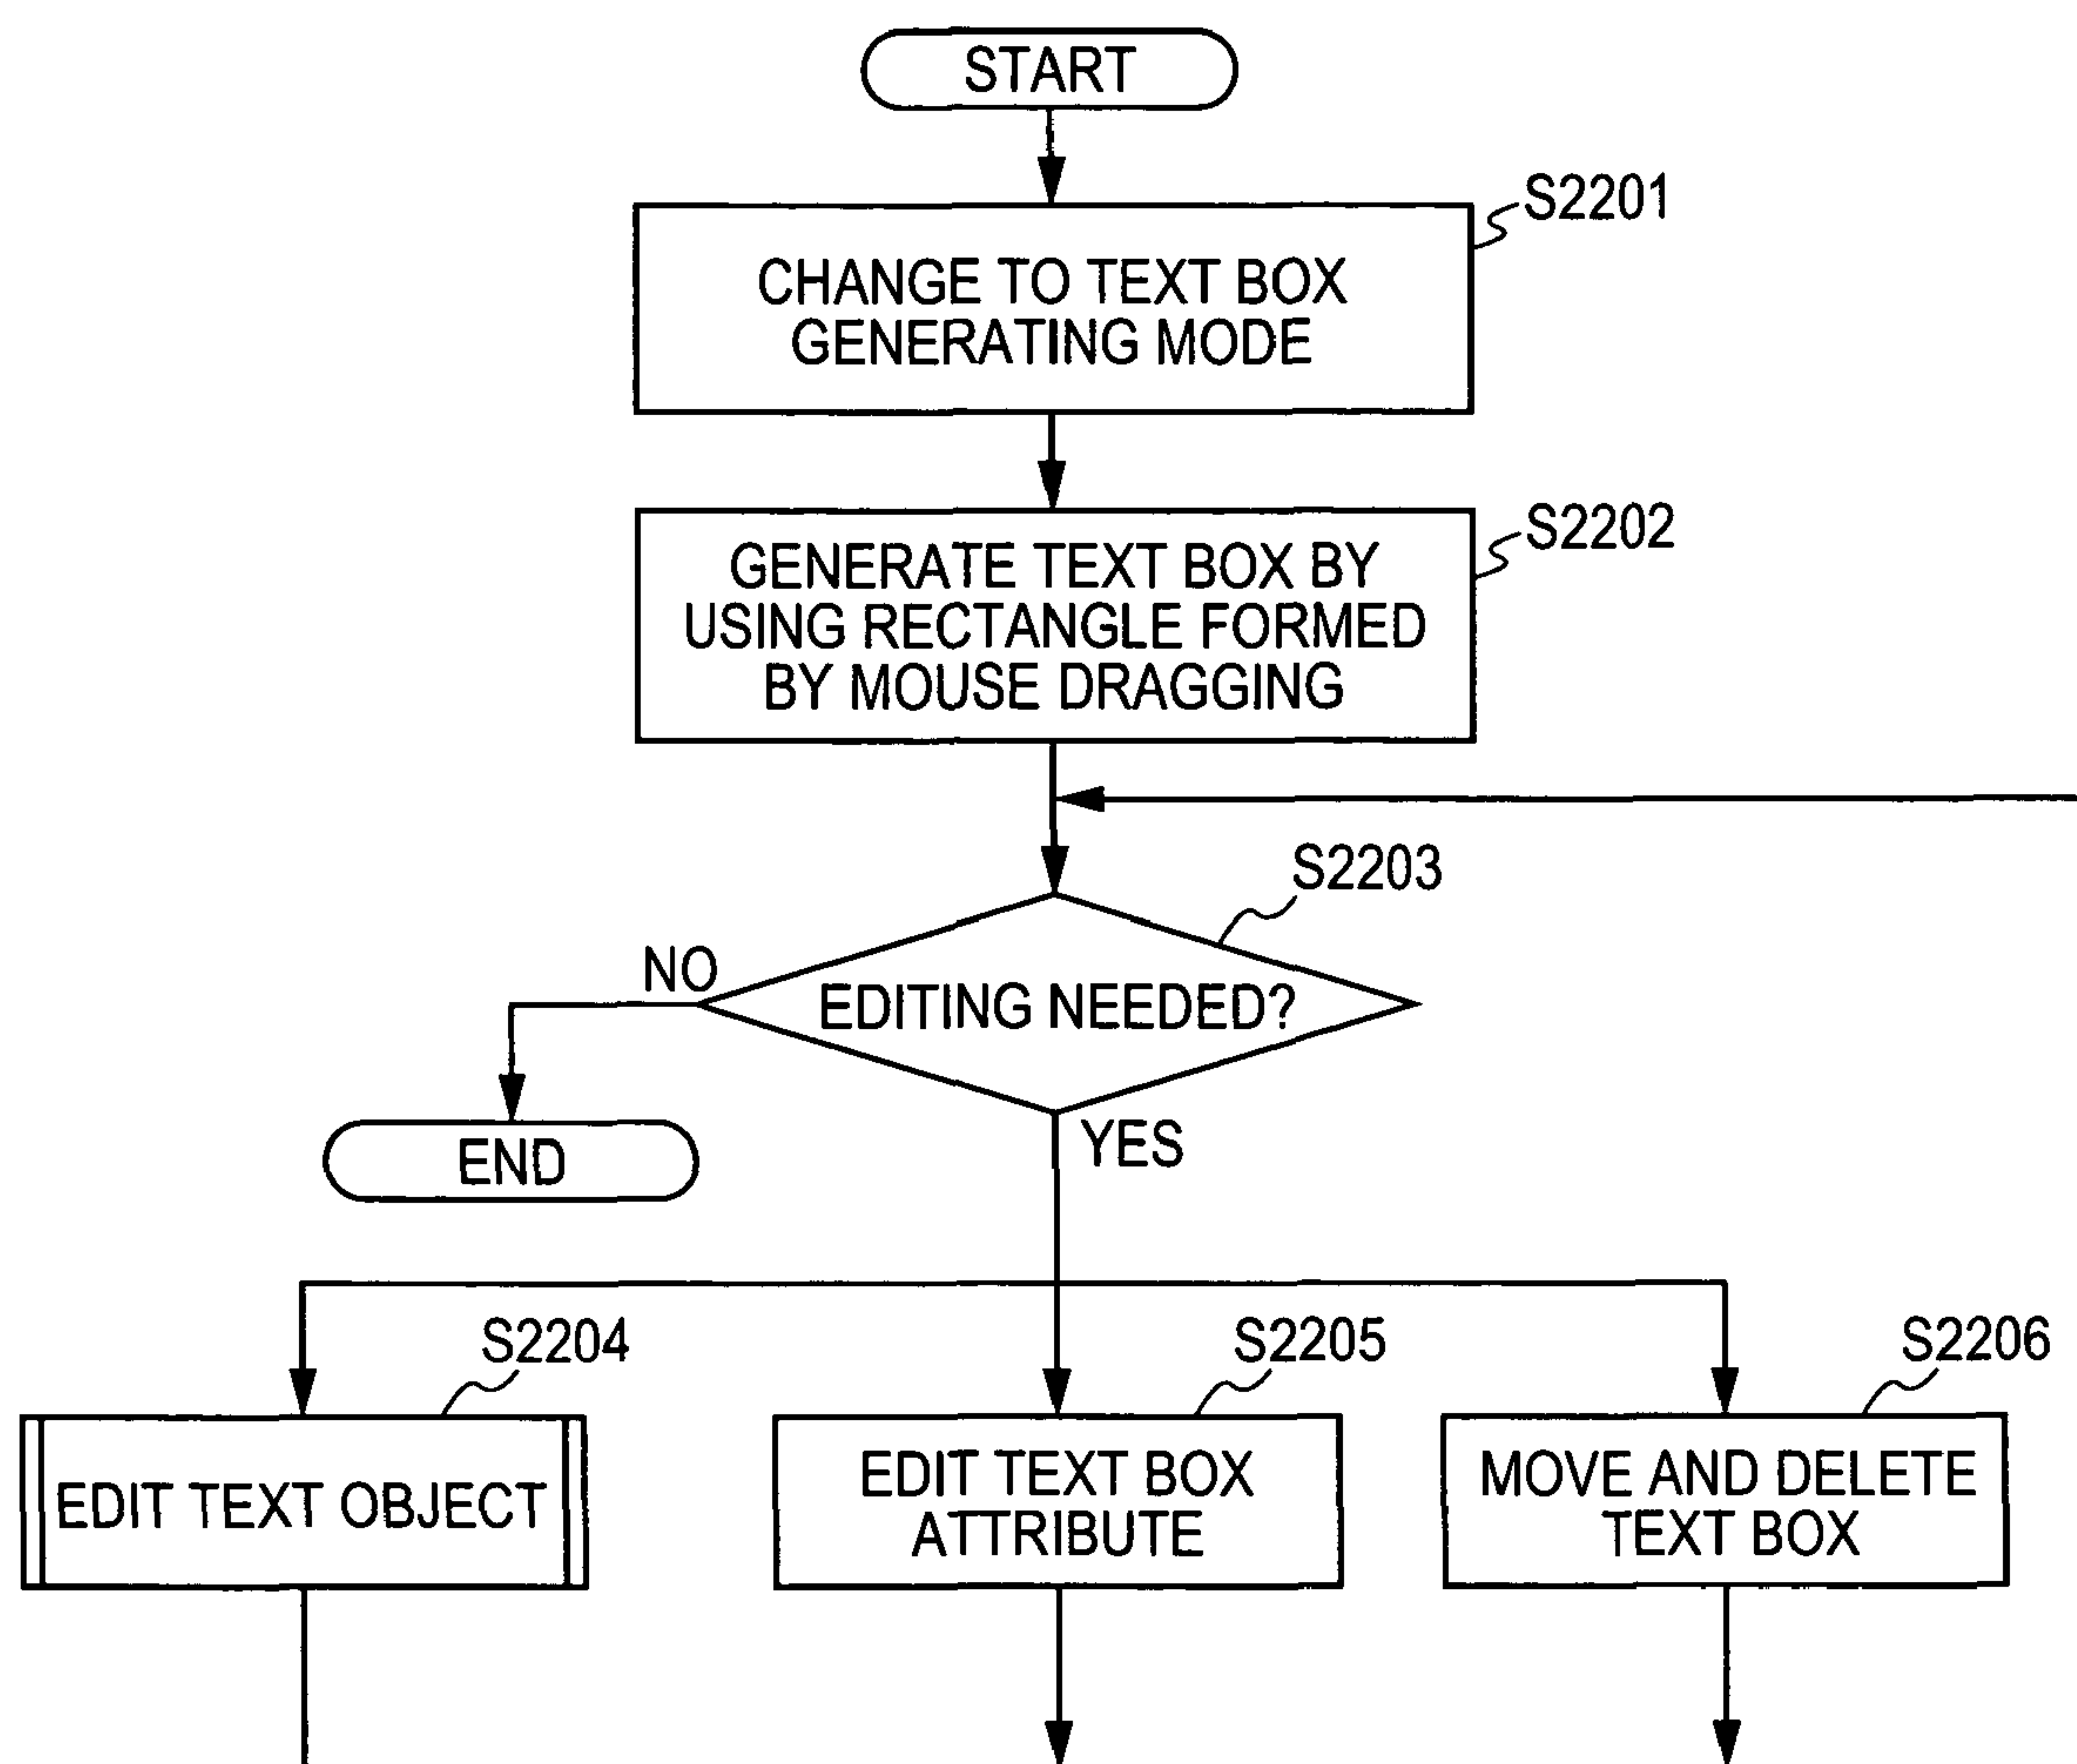 START
S2201
CHANGE TO TEXT BOX
GENERATING MODE
S2202
GENERATE TEXT BOX BY
USING RECTANGLE FORMED
BY MOUSE DRAGGING
S2203
NO
EDITING NEEDED?
END
YES
S2204
S2205
S2206
EDIT TEXT OBJECT
EDIT TEXT BOX
ATTRIBUTE
MOVE AND DELETE
TEXT BOX